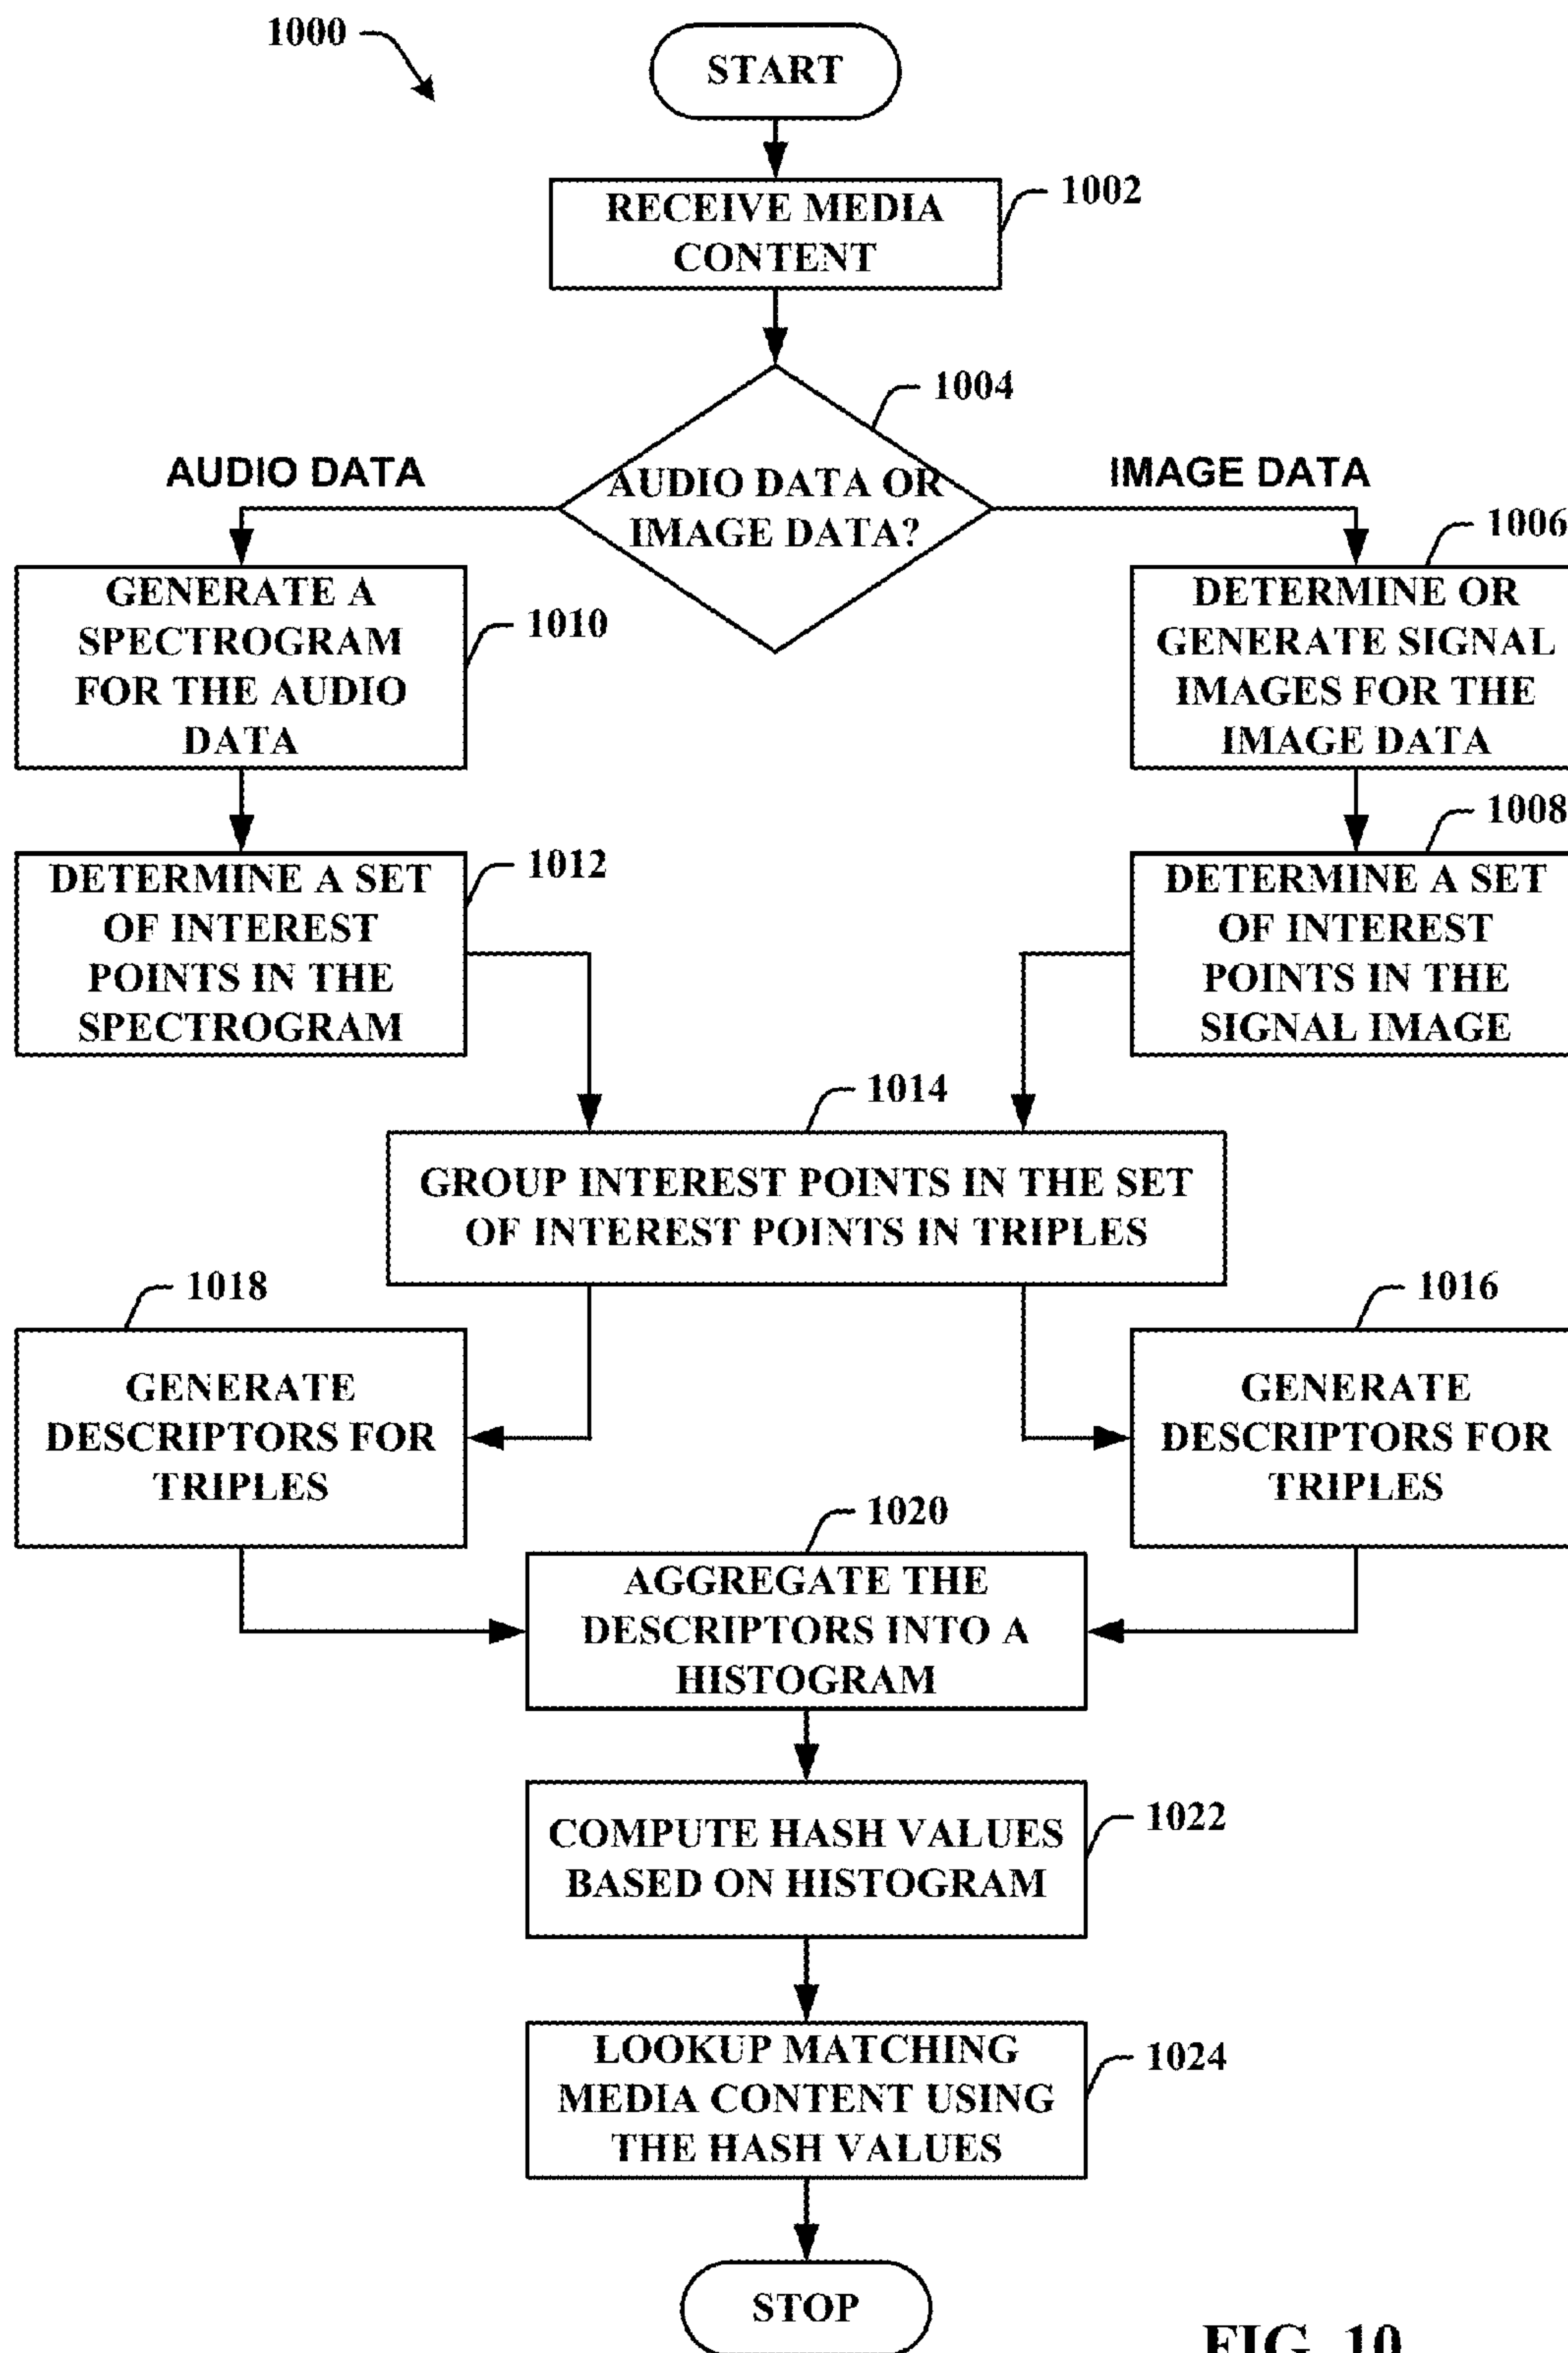 1000
START
RECEIVE MEDIA
CONTENT
1002
1004
AUDIO DATA OR
IMAGE DATA?
AUDIO DATA
IMAGE DATA
GENERATE A
SPECTROGRAM
FOR THE AUDIO
DATA
1010
1006
DETERMINE OR
GENERATE SIGNAL
IMAGES FOR THE
IMAGE DATA
DETERMINE A SET
OF INTEREST
POINTS IN THE
SPECTROGRAM
1012
1008
DETERMINE A SET
OF INTEREST
POINTS IN THE
SIGNAL IMAGE
1014
GROUP INTEREST POINTS IN THE SET
OF INTEREST POINTS IN TRIPLES
1018
GENERATE
DESCRIPTORS FOR
TRIPLES
1016
GENERATE
DESCRIPTORS FOR
TRIPLES
1020
AGGREGATE THE
DESCRIPTORS INTO A
HISTOGRAM
COMPUTE HASH VALUES
BASED ON HISTOGRAM
1022
LOOKUP MATCHING
MEDIA CONTENT USING
THE HASH VALUES
1024
STOP
FIG. 10